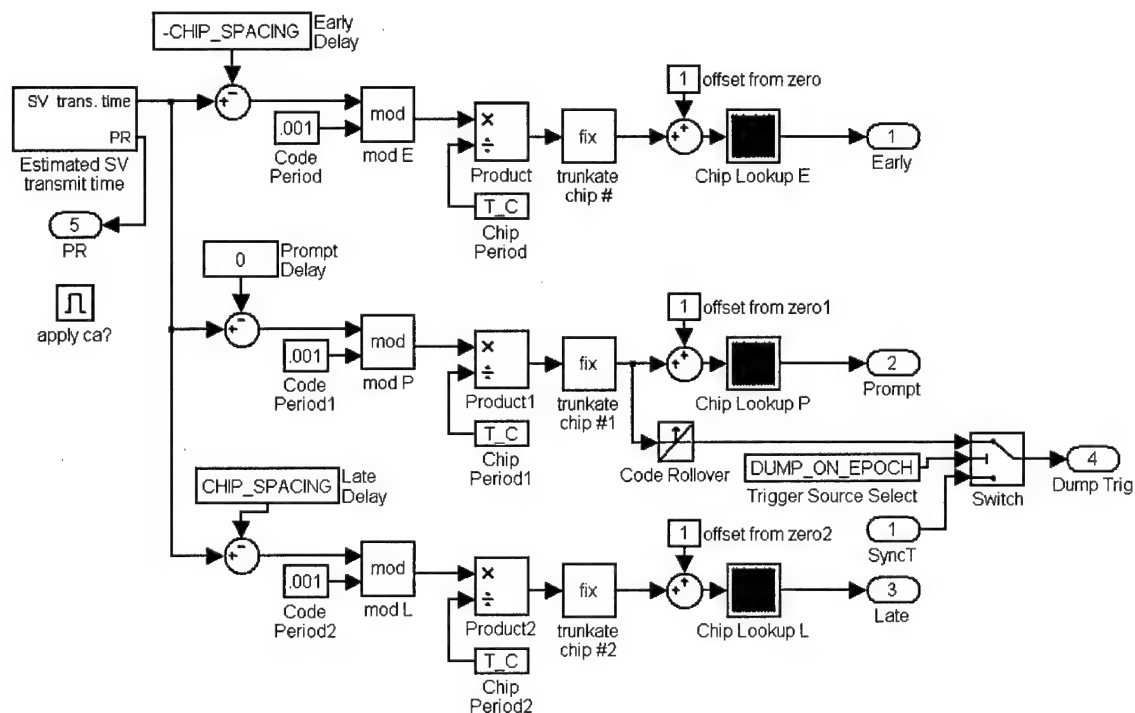 -CHIP_SPACING
Early
Delay
SV trans. time
PR
Estimated SV
transmit time
5
PR
apply ca?
.001
Code
Period
mod
mod E
×
÷
Product
T_C
Chip
Period
fix
trunkate
chip #
1
offset from zero
Chip Lookup E
1
Early
0
Prompt
Delay
.001
Code
Period1
mod
mod P
×
÷
Product1
T_C
Chip
Period1
fix
trunkate
chip #1
1
offset from zero1
Chip Lookup P
2
Prompt
Code Rollover
DUMP_ON_EPOCH
Trigger Source Select
Switch
4
Dump Trig
1
SyncT
CHIP_SPACING
Late
Delay
.001
Code
Period2
mod
mod L
×
÷
Product2
T_C
Chip
Period2
fix
trunkate
chip #2
1
offset from zero2
Chip Lookup L
3
Late